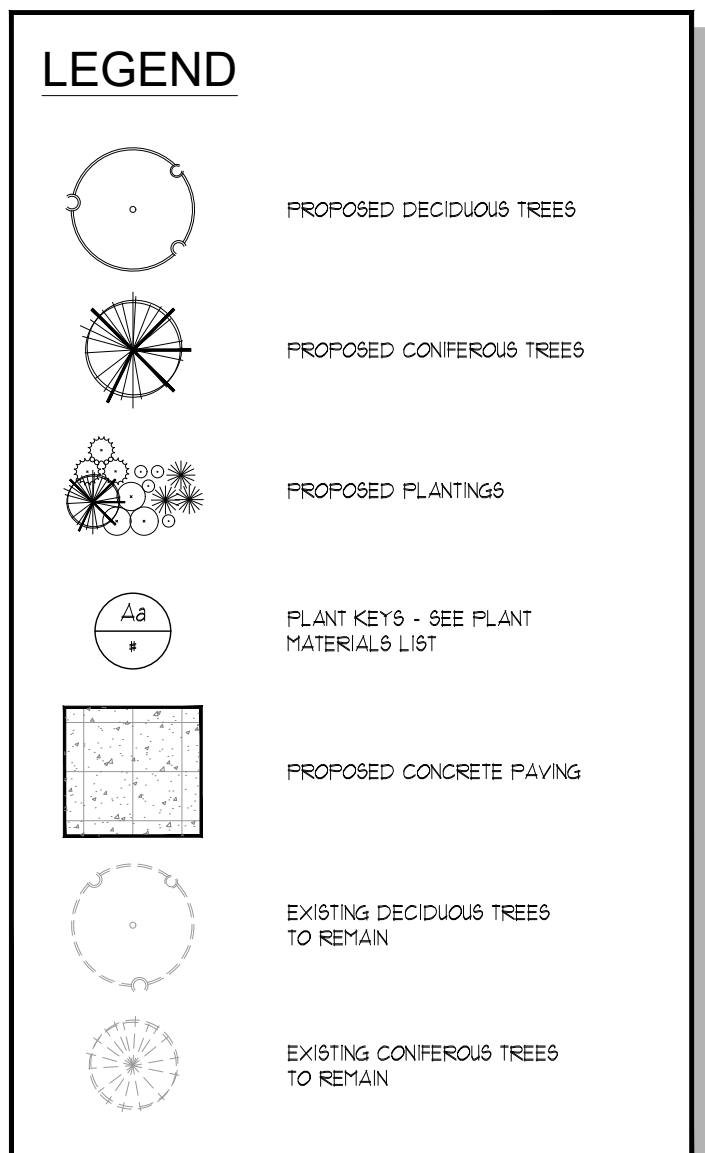 LEGEND
PROPOSED DECIDUOUS TREES
PROPOSED CONIFEROUS TREES
PROPOSED PLANTINGS
Aa
#
PLANT KEYS - SEE PLANT
MATERIALS LIST
PROPOSED CONCRETE PAVING
EXISTING DECIDUOUS TREES
TO REMAIN
EXISTING CONIFEROUS TREES
TO REMAIN